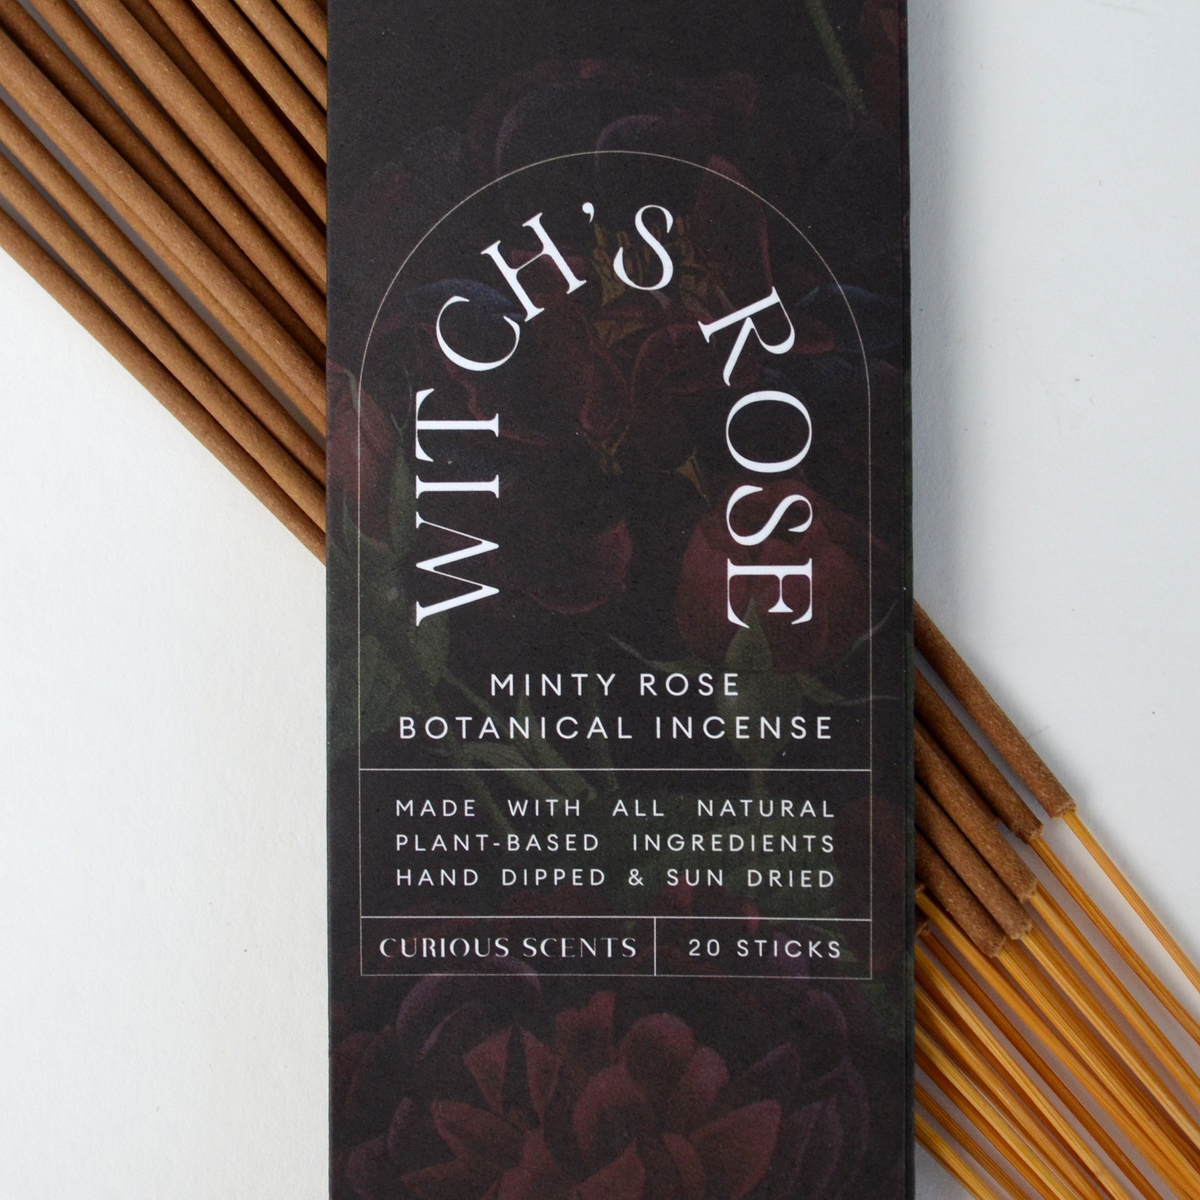 WITCH'S ROSE
MINTY ROSE
BOTANICAL INCENSE
MADE WITH ALL NATURAL
PLANT-BASED INGREDIENTS
HAND DIPPED & SUN DRIED
CURIOUS SCENTS
20 STICKS